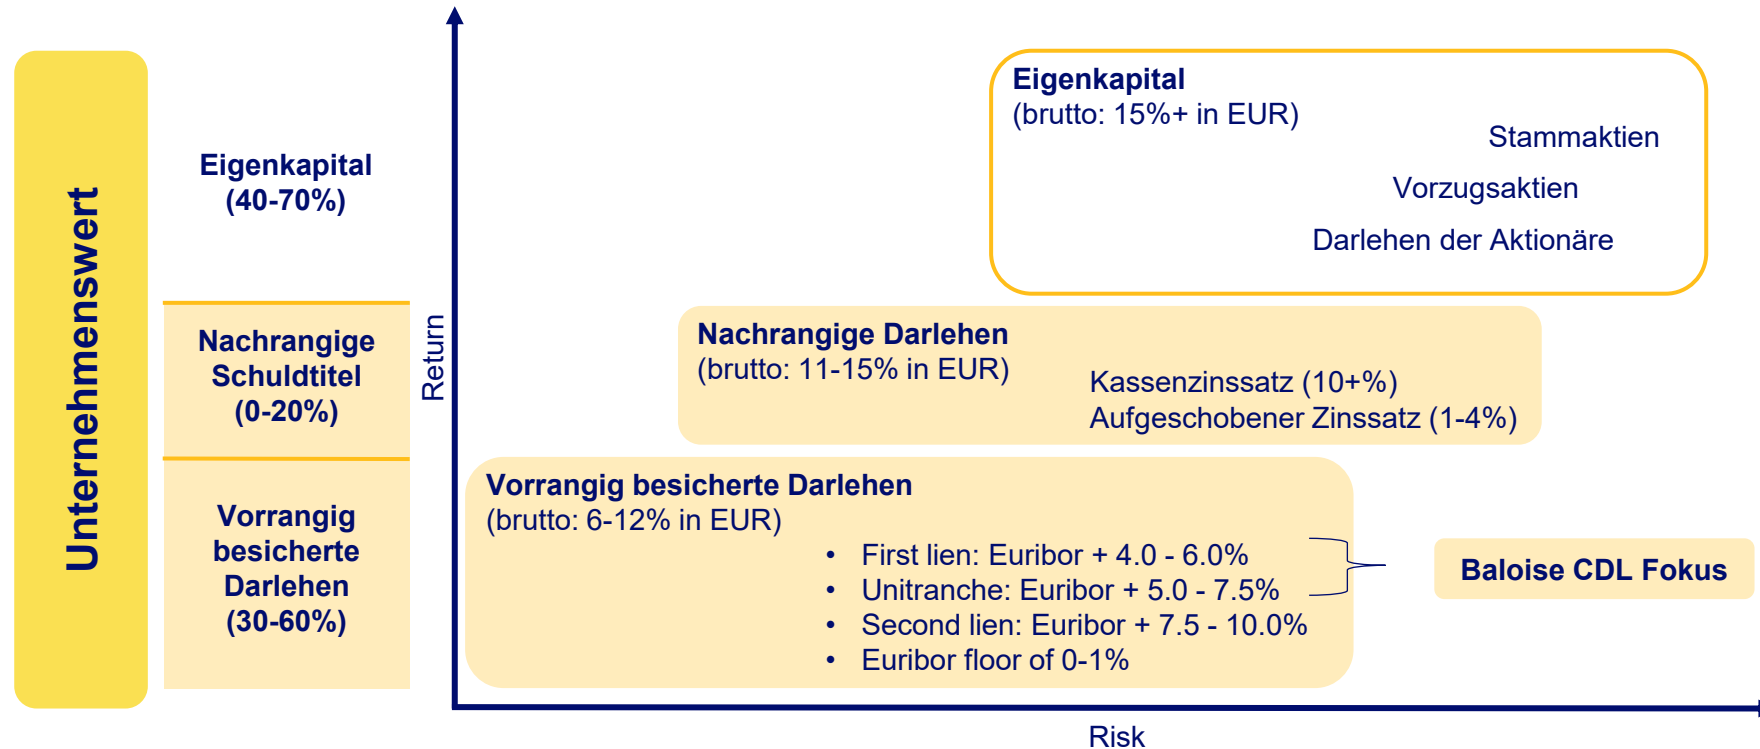 Unternehmenswert
Eigenkapital
(40-70%)
Nachrangige
Schuldtitel
(0-20%)
Vorrangig
besicherte
Darlehen
(30-60%)
Return
Eigenkapital
(brutto: 15%+ in EUR)
Stammaktien
Vorzugsaktien
Darlehen der Aktionäre
Nachrangige Darlehen
(brutto: 11-15% in EUR)
Kassenzinssatz (10+%)
Aufgeschobener Zinssatz (1-4%)
Vorrangig besicherte Darlehen
(brutto: 6-12% in EUR)
• First lien: Euribor + 4.0 - 6.0%
• Unitranche: Euribor + 5.0 - 7.5%
• Second lien: Euribor + 7.5 - 10.0%
• Euribor floor of 0-1%
Baloise CDL Fokus
Risk